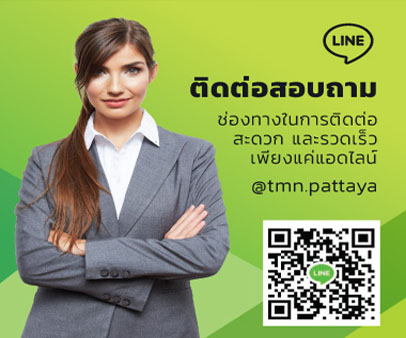 LINE
ติดต่อสอบถาม
ช่องทางในการติดต่อ
สะดวก และรวดเร็ว
เพียงแค่แอดไลน์
@tmn.pattaya
LINE